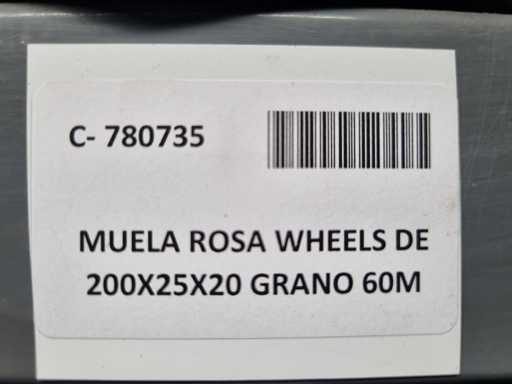 C- 780735
MUELA ROSA WHEELS DE
200X25X20 GRANO 60M